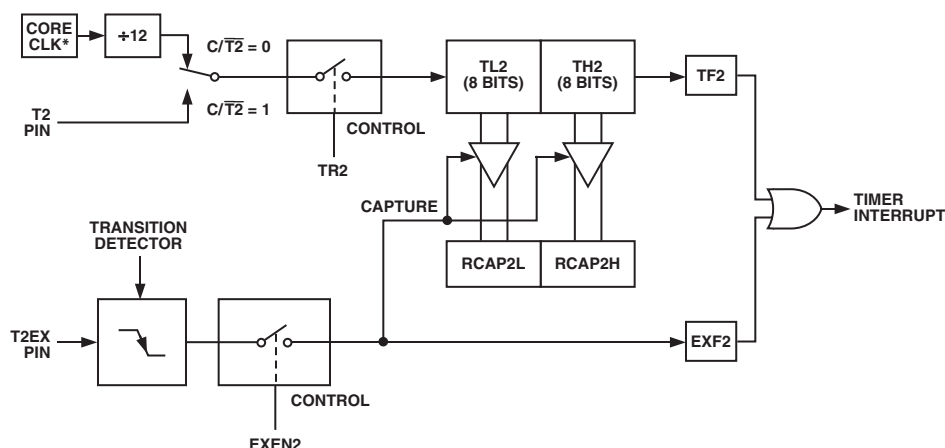 CORE
CLK*
÷12
C/T2 = 0
C/T2 = 1
T2
PIN
CONTROL
TR2
TL2
(8 BITS)
TH2
(8 BITS)
TF2
CAPTURE
TIMER
INTERRUPT
TRANSITION
DETECTOR
RCAP2L
RCAP2H
T2EX
PIN
EXF2
CONTROL
EXEN2